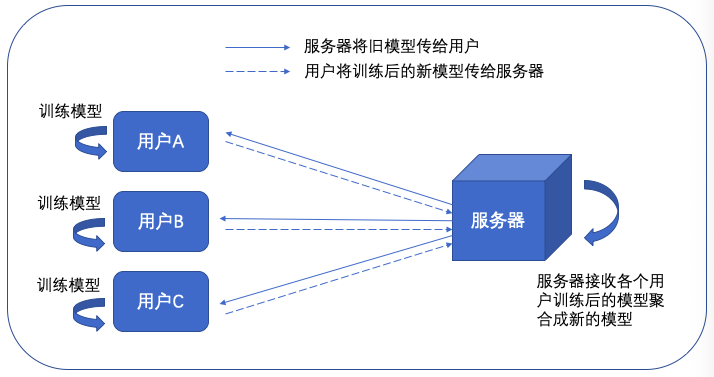 服务器将旧模型传给用户
用户将训练后的新模型传给服务器
训练模型
用户A
训练模型
用户B
服务器
训练模型
用户C
服务器接收各个用
户训练后的模型聚
合成新的模型